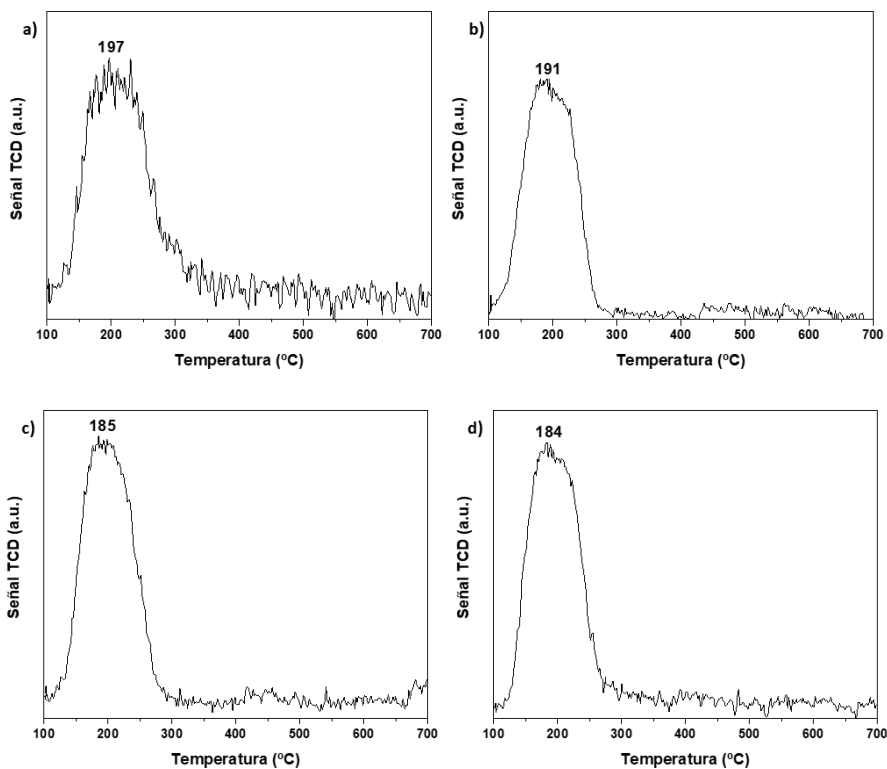 a)
197
Señal TCD (a.u.)
100 200 300 400 500 600 700
Temperatura (ºC)
b)
191
Señal TCD (a.u.)
100 200 300 400 500 600 700
Temperatura (ºC)
c)
185
Señal TCD (a.u.)
100 200 300 400 500 600 700
Temperatura (ºC)
d)
184
Señal TCD (a.u.)
100 200 300 400 500 600 700
Temperatura (ºC)